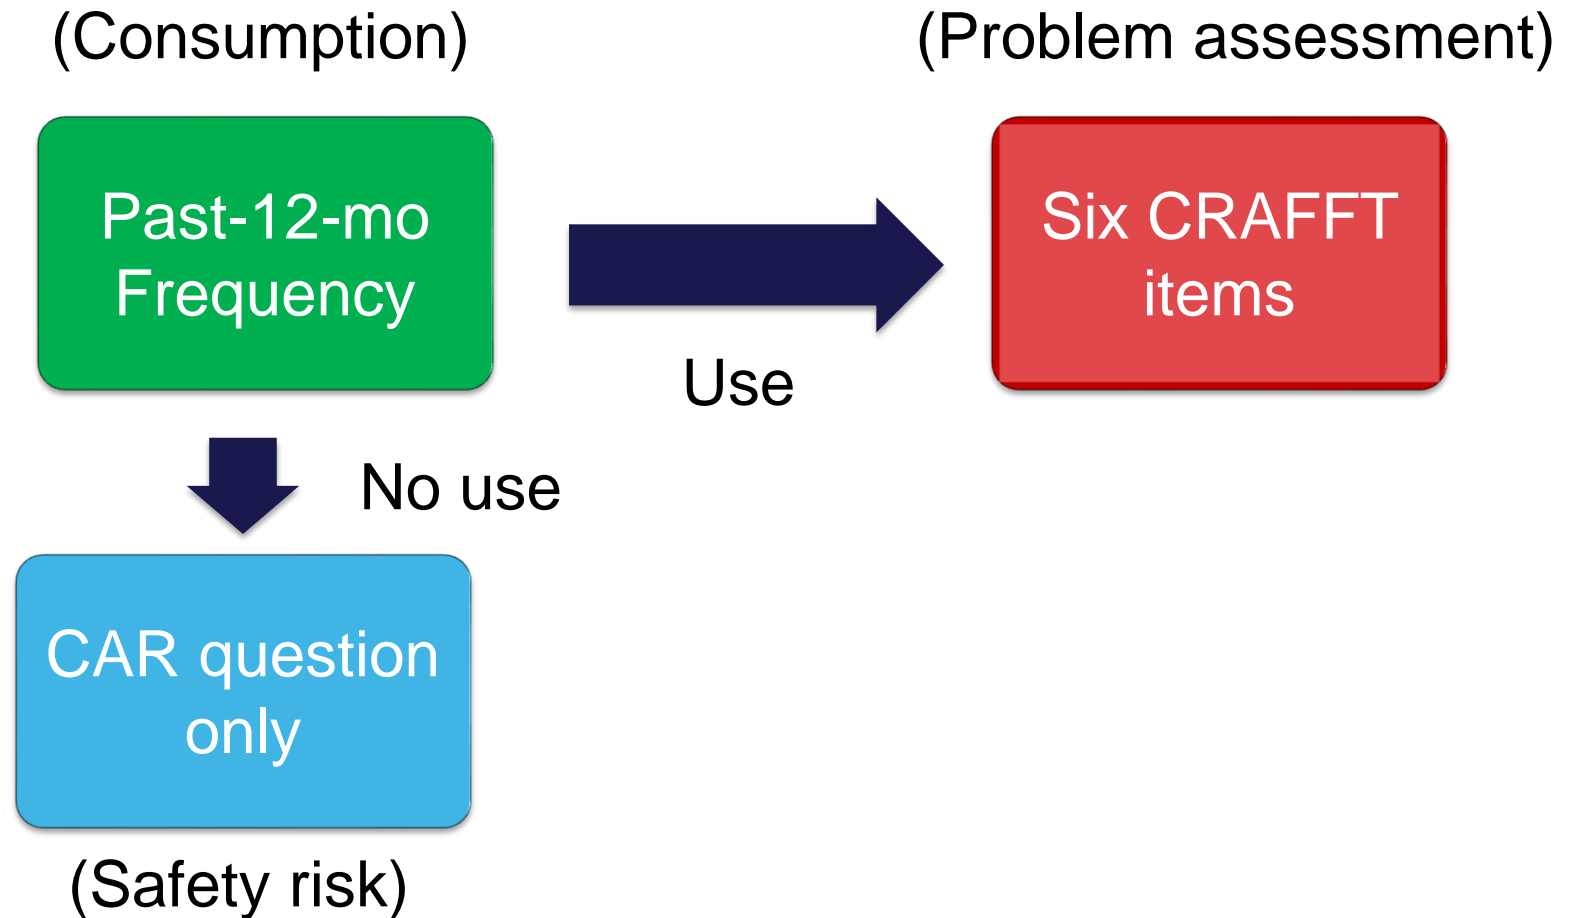 (Consumption)
(Problem assessment)
Past-12-mo
Frequency
Six CRAFFT
items
Use
No use
CAR question
only
(Safety risk)